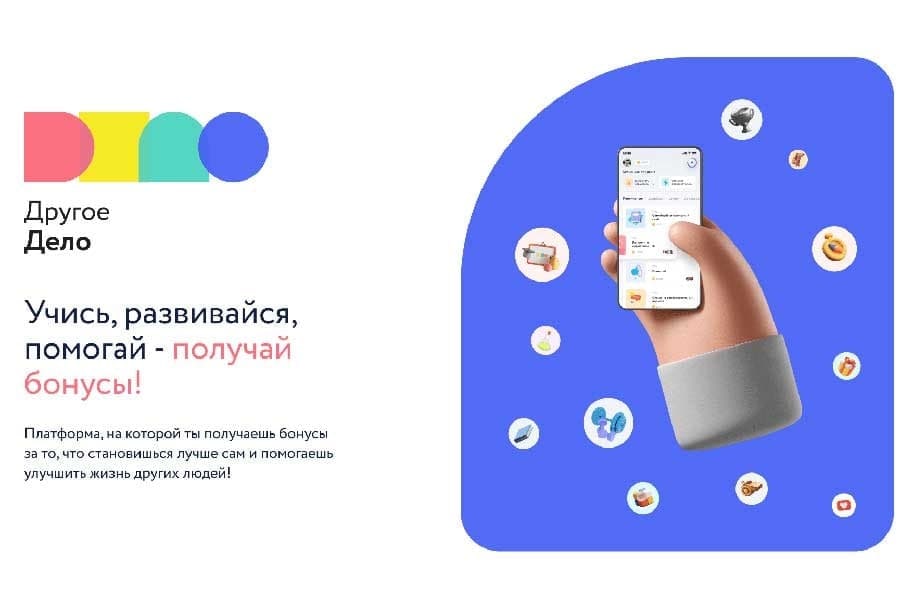 Другое
Дело
Учись, развивайся,
помогай - получай
бонусы!
Платформа, на которой ты получаешь бонусы
за то, что становишься лучше сам и помогаешь
улучшить жизнь других людей!